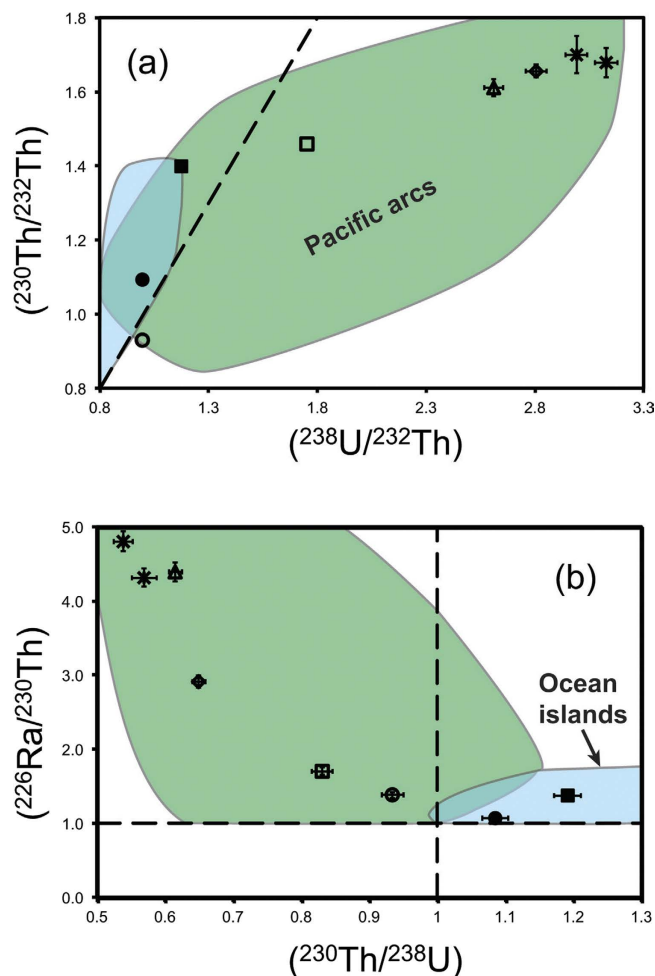 (a)
1.8
1.6
1.4
1.2
1.0
0.8
(²³⁰Th/²³²Th)
Pacific arcs
0.8 1.3 1.8 2.3 2.8 3.3
(²³⁸U/²³²Th)
(b)
5.0
4.0
3.0
2.0
1.0
0.0
(²²⁶Ra/²³⁰Th)
Ocean
islands
0.5 0.6 0.7 0.8 0.9 1 1.1 1.2 1.3
(²³⁰Th/²³⁸U)